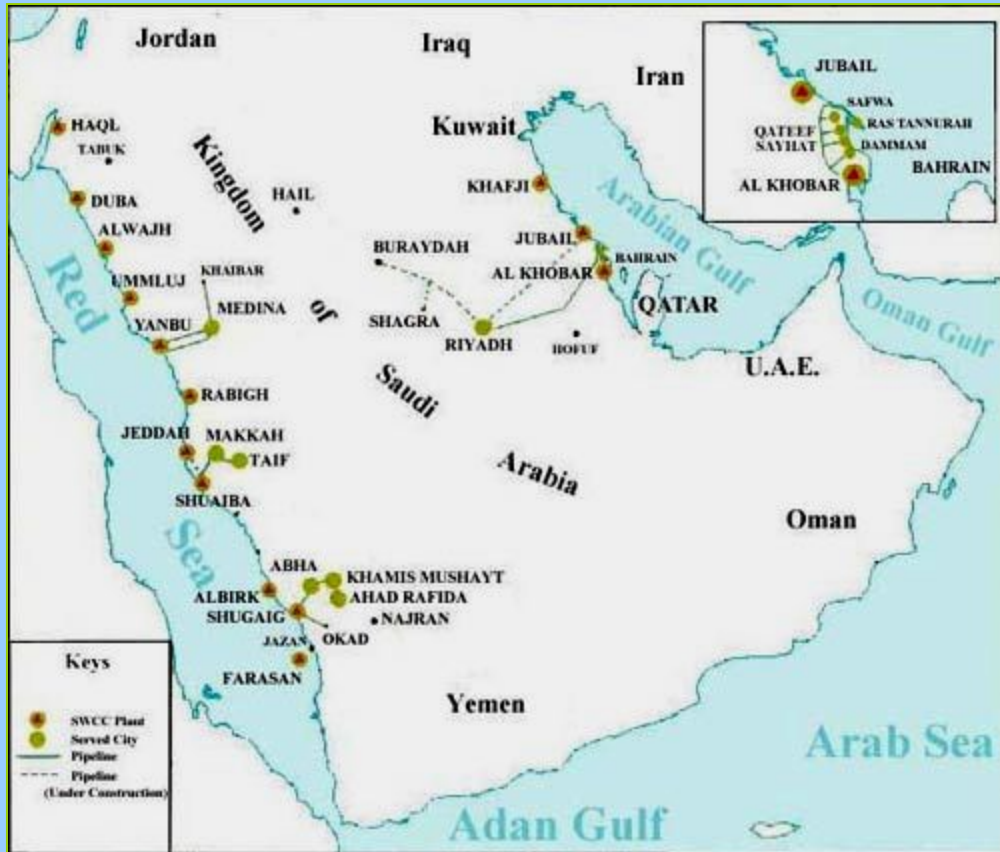 Jordan
Iraq
Iran
Kuwait
JUBAIL
SAFWA
RAS TANNURAH
QATEEF
SAYHAT
DAMMAM
BAHRAIN
AL KHOBAR
HAQL
TABUK
Kingdom
HAIL
KHAFJI
Arabian Gulf
DUBA
ALWAJH
BURAYDAH
JUBAIL
AL KHOBAR
BAHRAIN
Red
UMMLUJ
KHAIBAR
MEDINA
of
SHAGRA
QATAR
Oman Gulf
YANBU
RIYADH
HOFUF
U.A.E.
Saudi
RABIGH
JEDDAH
MAKKAH
TAIF
Arabia
SHUAIBA
Oman
Sea
ABHA
KHAMIS MUSHAYT
ALBIRK
AHAD RAFIDA
SHUGAIG
NAJRAN
OKAD
JAZAN
FARASAN
Yemen
Arab Sea
Adan Gulf
Keys
SWCC Plant
Served City
Pipeline
Pipeline
(Under Construction)